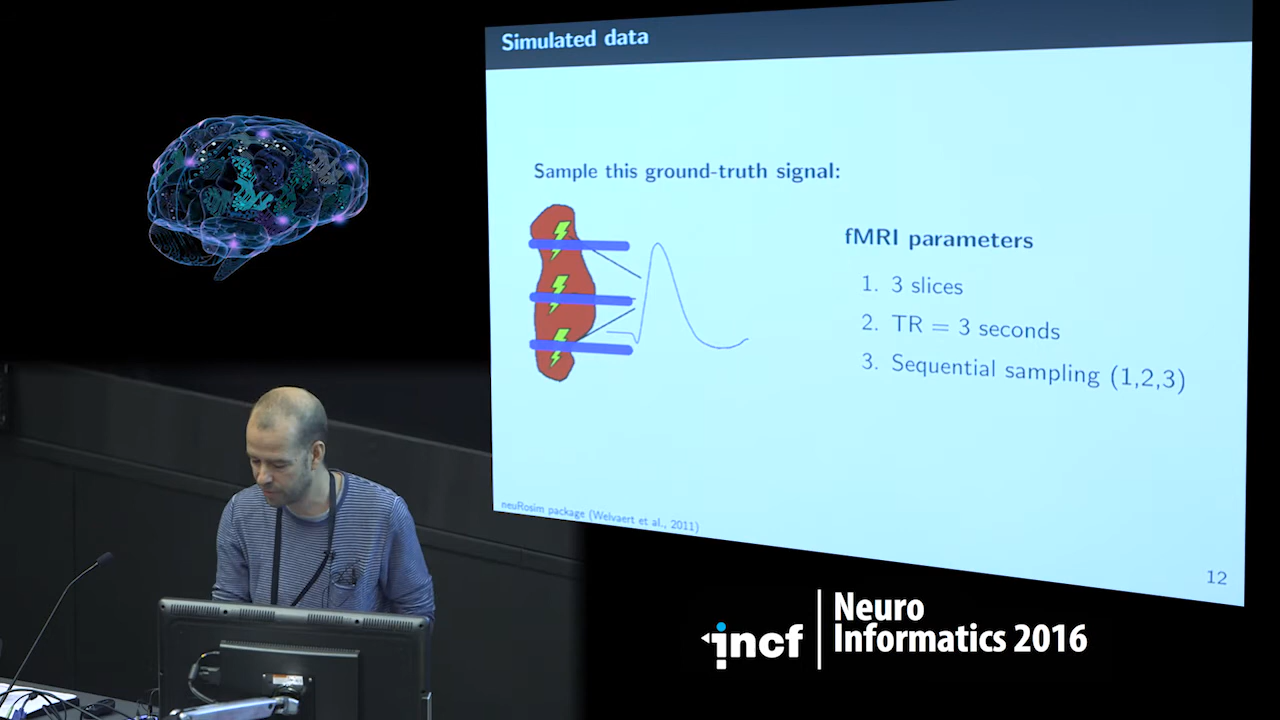 Simulated data
Sample this ground-truth signal:
fMRI parameters
1. 3 slices
2. TR = 3 seconds
3. Sequential sampling (1,2,3)
neuRosim package (Welvaert et al., 2011)
12
incf
Neuro
Informatics 2016